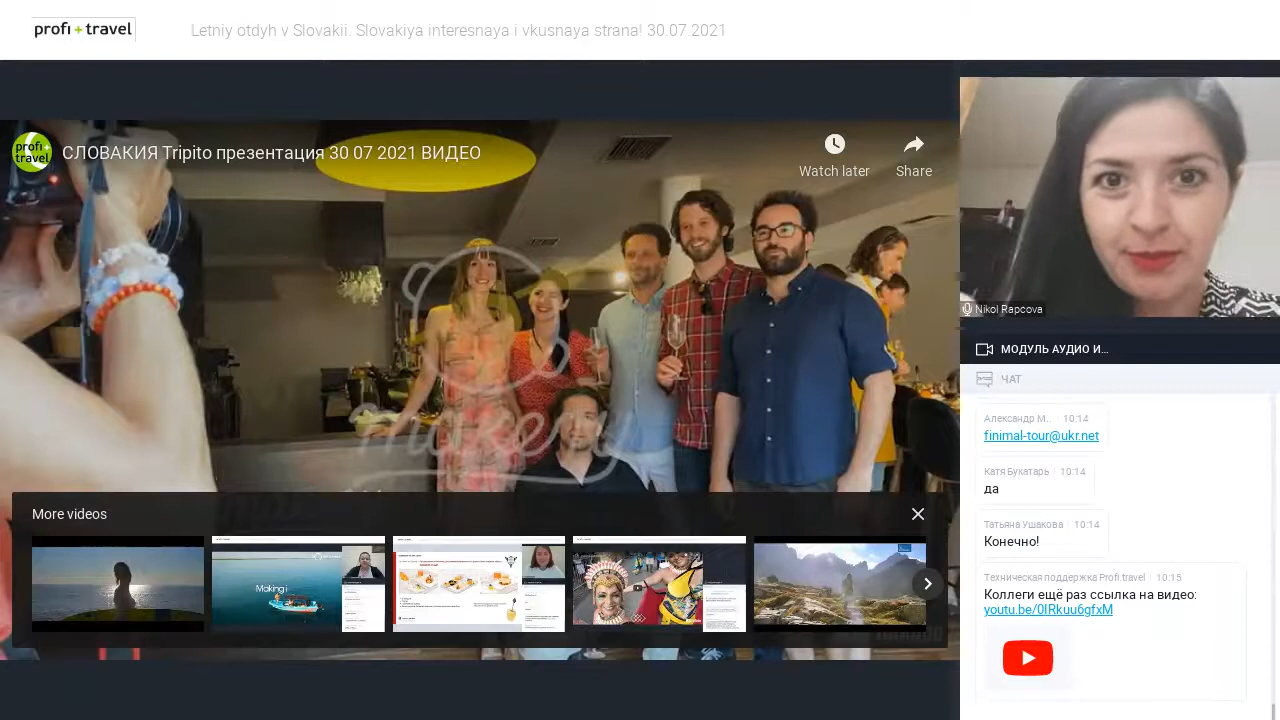 profi + travel
Letniy otdyh v Slovakii. Slovakiya interesnaya i vkusnaya strana! 30.07.2021
profi+
travel
СЛОВАКИЯ Tripito презентация 30 07 2021 ВИДЕО
Watch later
Share
More videos
Making i
Nikol Rapcova
МОДУЛЬ АУДИО И...
ЧАТ
Александр М.. 10:14
finimal-tour@ukr.net
Катя Букатарь 10:14
да
Татьяна Ушакова 10:14
Конечно!
Техническая поддержка Profi.travel 10:15
Коллеги ещё раз ссылка на видео:
youtu.be/0IRkuu6gfxM